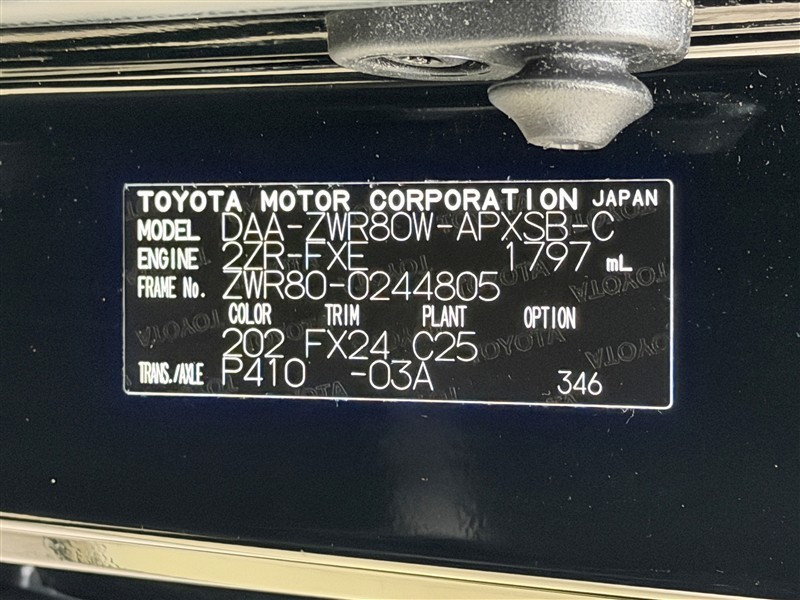 TOYOTA MOTOR CORPORATION JAPAN
MODEL DAA-ZWR80W-APXSB-C
ENGINE 2ZR-FXE 1797 mL
FRAME No. ZWR80-0244805
COLOR TRIM PLANT OPTION
202 FX24 C25
TRANS./AXLE P410 -03A 346